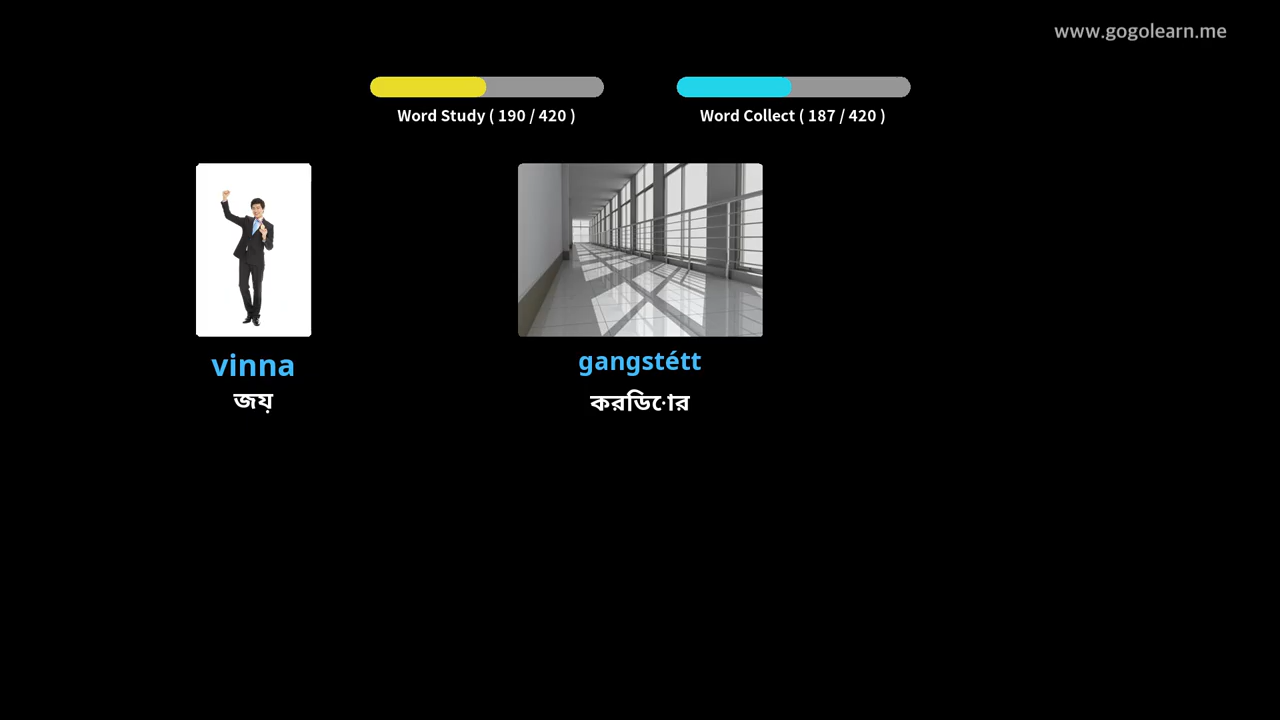 www.gogolearn.me
Word Study ( 190 / 420 )
Word Collect ( 187 / 420 )
vinna
জয়
gangstétt
করডিোর